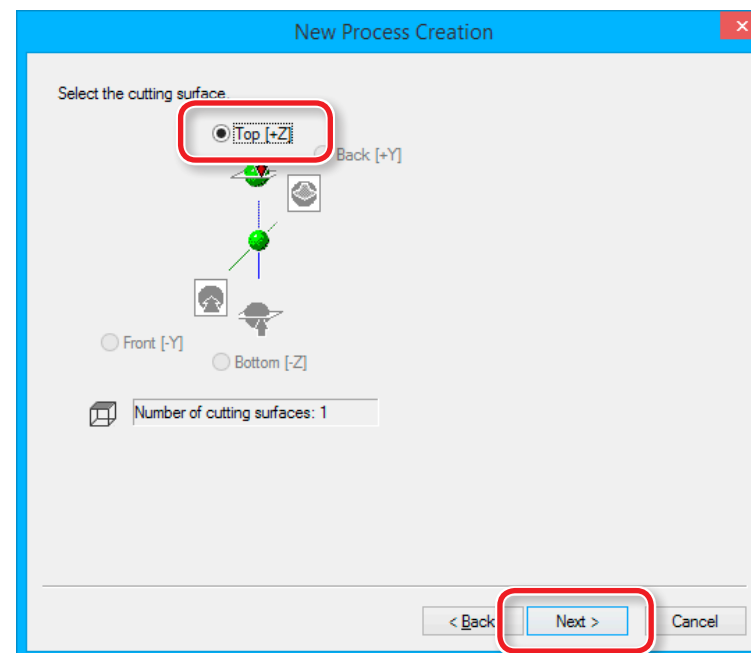 New Process Creation
Select the cutting surface.
Top [+Z]
Back [+Y]
Front [-Y]
Bottom [-Z]
Number of cutting surfaces: 1
< Back
Next >
Cancel